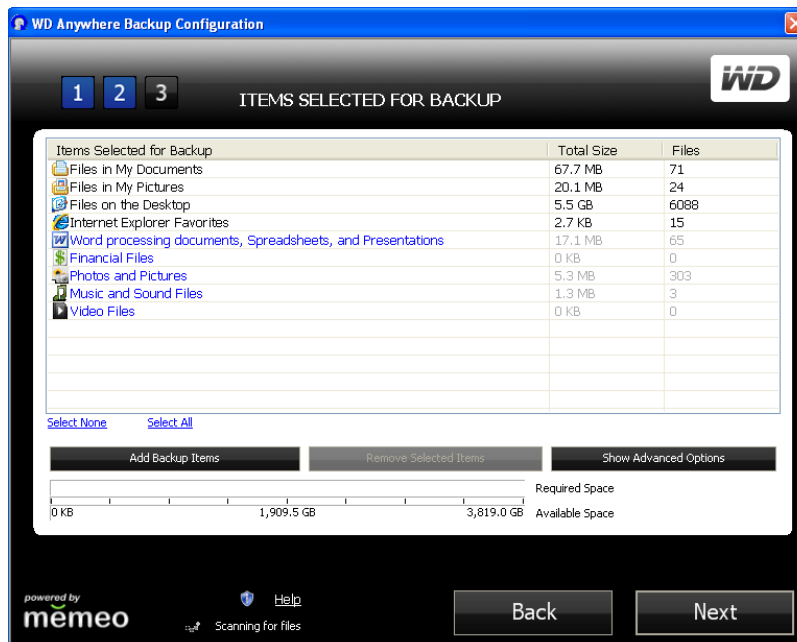 WD Anywhere Backup Configuration
1 2 3 ITEMS SELECTED FOR BACKUP
WD
Items Selected for Backup Total Size Files
Files in My Documents 67.7 MB 71
Files in My Pictures 20.1 MB 24
Files on the Desktop 5.5 GB 6088
Internet Explorer Favorites 2.7 KB 15
Word processing documents, Spreadsheets, and Presentations 17.1 MB 65
Financial Files 0 KB 0
Photos and Pictures 5.3 MB 303
Music and Sound Files 1.3 MB 3
Video Files 0 KB 0
Select None Select All
Add Backup Items Remove Selected Items Show Advanced Options
Required Space
0 KB 1,909.5 GB 3,819.0 GB Available Space
powered by
mĕmeo
Help
Scanning for files
Back Next